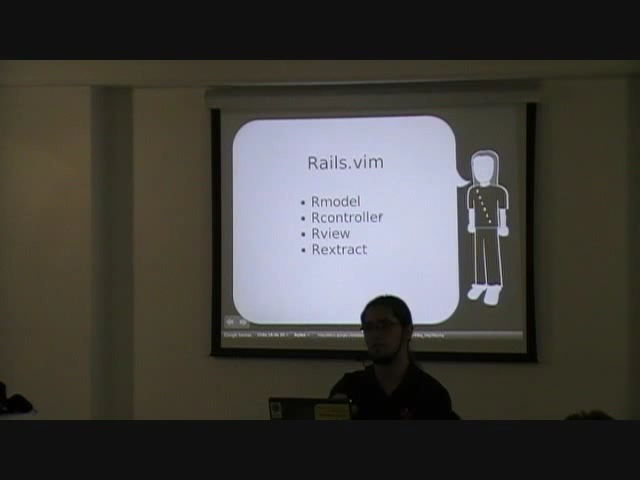 Rails.vim
• Rmodel
• Rcontroller
• Rview
• Rextract